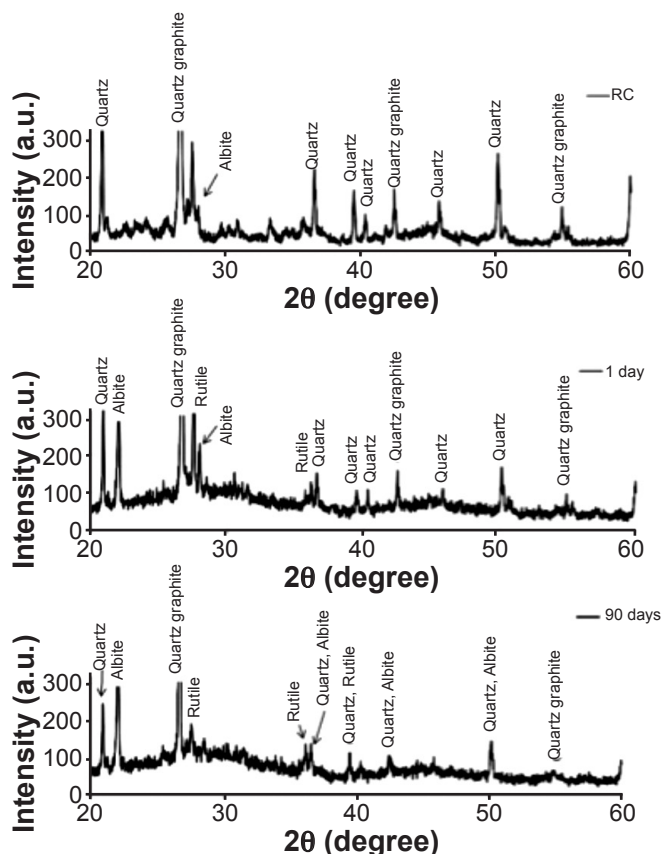 Quartz
Quartz graphite
Albite
Quartz
Quartz
Quartz
Quartz graphite
Quartz
Quartz
Quartz graphite
RC
Intensity (a.u.)
300
200
100
0
20
30
40
50
60
2θ (degree)
Quartz
Albite
Quartz graphite
Rutile
Albite
Rutile
Quartz
Quartz
Quartz
Quartz graphite
Quartz
Quartz
Quartz graphite
1 day
Intensity (a.u.)
300
200
100
0
20
30
40
50
60
2θ (degree)
Quartz
Albite
Quartz graphite
Rutile
Rutile
Quartz, Albite
Quartz, Rutile
Quartz, Albite
Quartz, Albite
Quartz graphite
90 days
Intensity (a.u.)
300
200
100
0
20
30
40
50
60
2θ (degree)